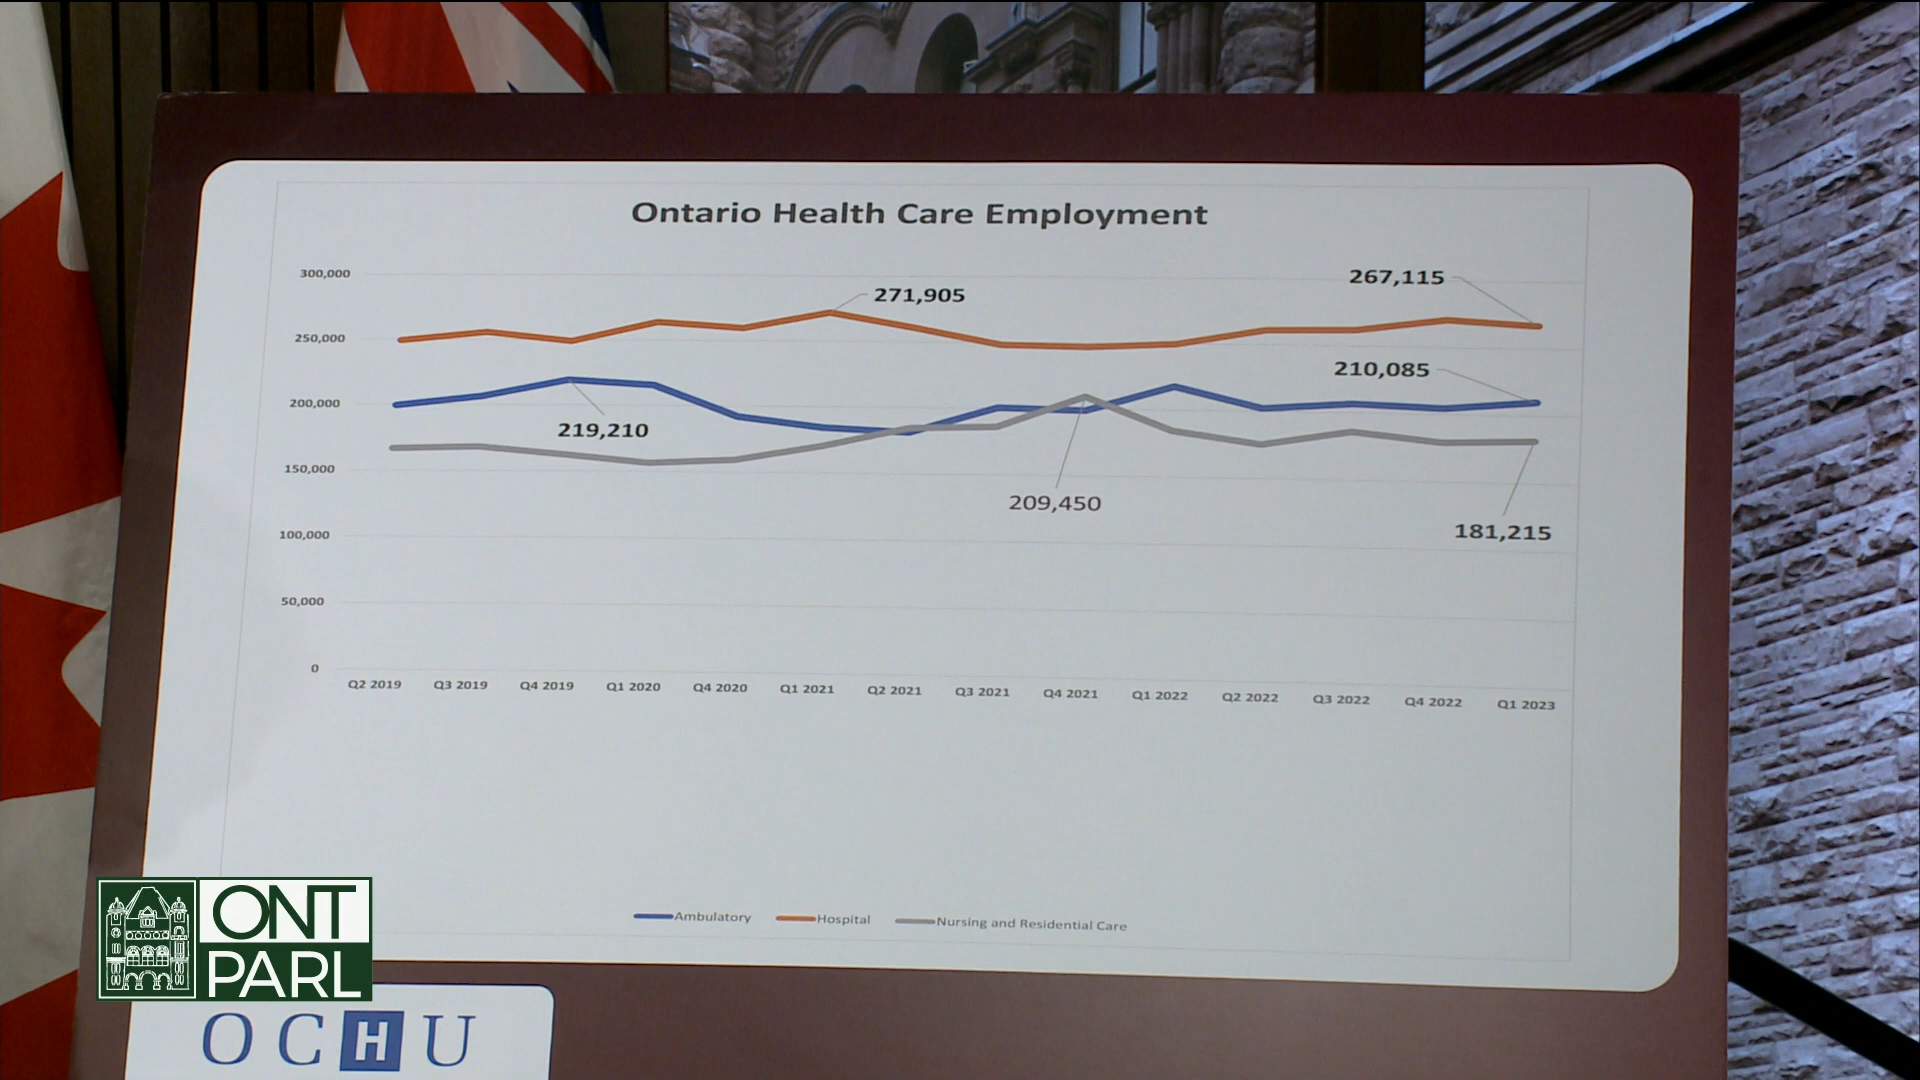 Ontario Health Care Employment
300,000
250,000
200,000
150,000
100,000
50,000
0
271,905
267,115
219,210
210,085
209,450
181,215
Q2 2019 Q3 2019 Q4 2019 Q1 2020 Q4 2020 Q1 2021 Q2 2021 Q3 2021 Q4 2021 Q1 2022 Q2 2022 Q3 2022 Q4 2022 Q1 2023
Ambulatory Hospital Nursing and Residential Care
ONT
PARL
OCHU